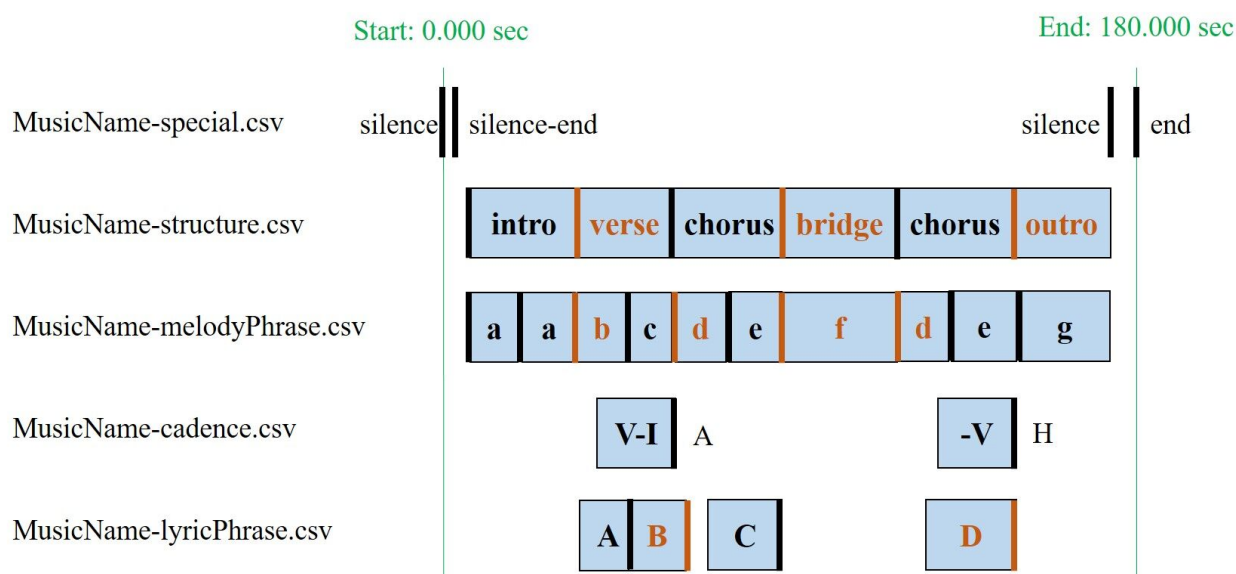 Start: 0.000 sec End: 180.000 sec
MusicName-special.csv silence silence-end silence end
MusicName-structure.csv intro verse chorus bridge chorus outro
MusicName-melodyPhrase.csv a a b c d e f d e g
MusicName-cadence.csv V-I A -V H
MusicName-lyricPhrase.csv A B C D